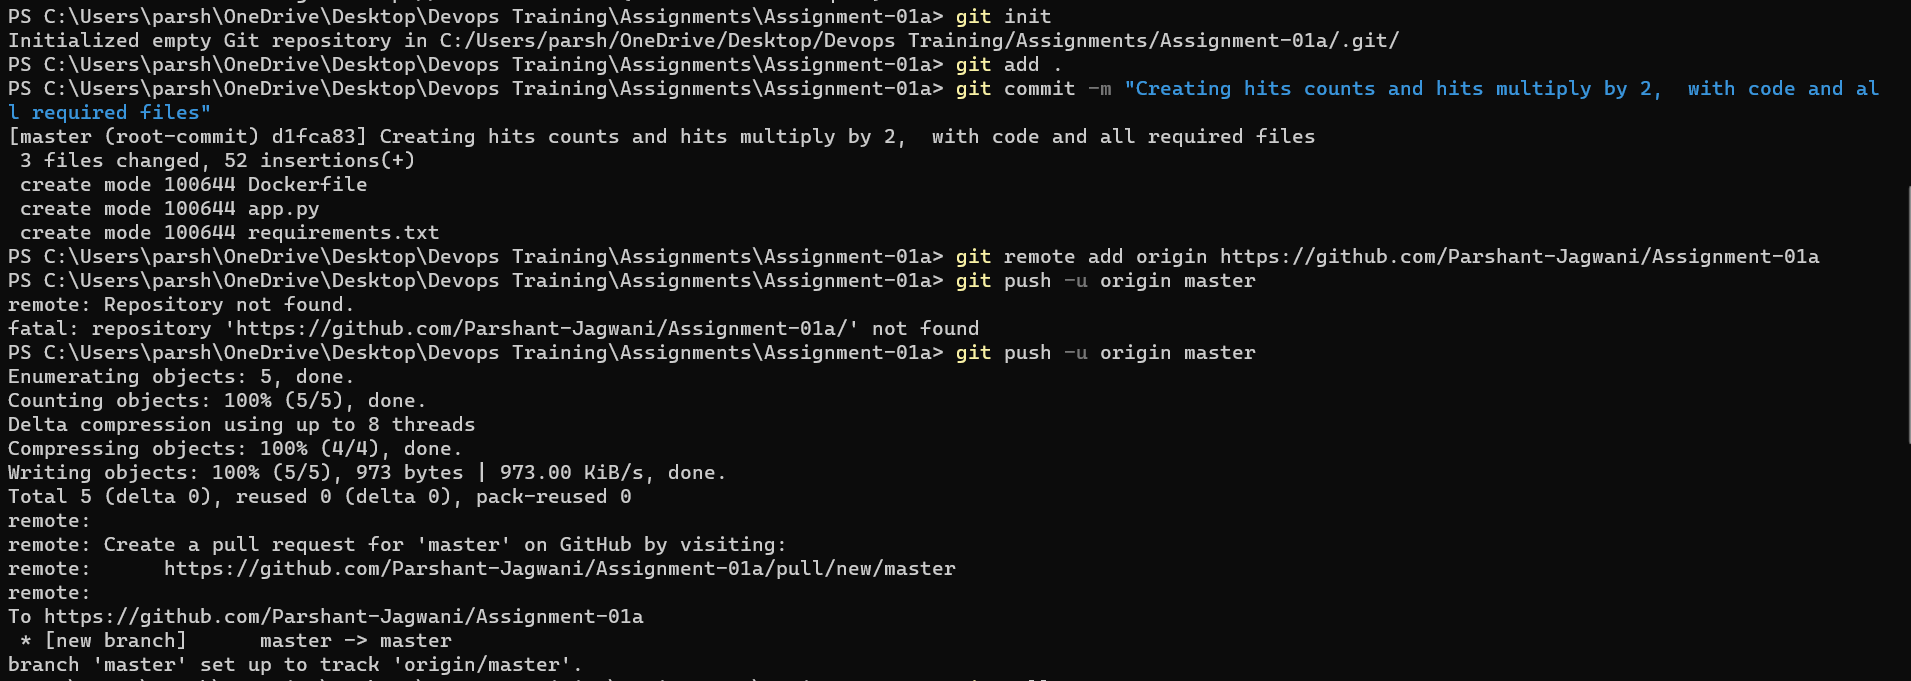 PS C:\Users\parsh\OneDrive\Desktop\Devops Training\Assignments\Assignment-01a> git init
Initialized empty Git repository in C:/Users/parsh/OneDrive/Desktop/Devops Training/Assignments/Assignment-01a/.git/
PS C:\Users\parsh\OneDrive\Desktop\Devops Training\Assignments\Assignment-01a> git add .
PS C:\Users\parsh\OneDrive\Desktop\Devops Training\Assignments\Assignment-01a> git commit -m "Creating hits counts and hits multiply by 2,  with code and al
l required files"
[master (root-commit) d1fca83] Creating hits counts and hits multiply by 2,  with code and all required files
 3 files changed, 52 insertions(+)
 create mode 100644 Dockerfile
 create mode 100644 app.py
 create mode 100644 requirements.txt
PS C:\Users\parsh\OneDrive\Desktop\Devops Training\Assignments\Assignment-01a> git remote add origin https://github.com/Parshant-Jagwani/Assignment-01a
PS C:\Users\parsh\OneDrive\Desktop\Devops Training\Assignments\Assignment-01a> git push -u origin master
remote: Repository not found.
fatal: repository 'https://github.com/Parshant-Jagwani/Assignment-01a/' not found
PS C:\Users\parsh\OneDrive\Desktop\Devops Training\Assignments\Assignment-01a> git push -u origin master
Enumerating objects: 5, done.
Counting objects: 100% (5/5), done.
Delta compression using up to 8 threads
Compressing objects: 100% (4/4), done.
Writing objects: 100% (5/5), 973 bytes | 973.00 KiB/s, done.
Total 5 (delta 0), reused 0 (delta 0), pack-reused 0
remote:
remote: Create a pull request for 'master' on GitHub by visiting:
remote:      https://github.com/Parshant-Jagwani/Assignment-01a/pull/new/master
remote:
To https://github.com/Parshant-Jagwani/Assignment-01a
 * [new branch]      master -> master
branch 'master' set up to track 'origin/master'.